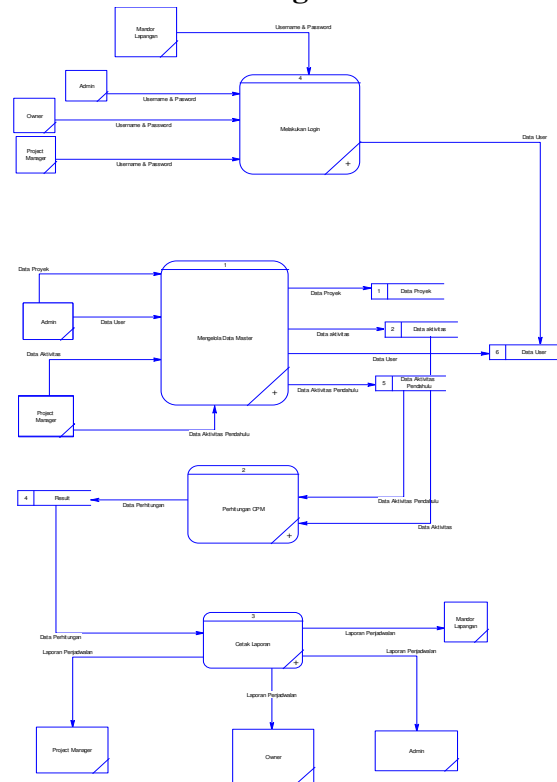 Mandor
Lapangan
Username & Password
Admin
Username & Pasword
Owner
Username & Password
Project
Manager
Username & Password
4
Melakukan Login
+
Data User
Data Proyek
Admin
Data User
Data Aktivitas
Project
Manager
Data Aktivitas Pendahulu
1
Mengelola Data Master
+
Data Proyek
1 Data Proyek
Data aktivitas
2 Data aktivitas
Data User
6 Data User
Data Aktivitas Pendahulu
5 Data Aktivitas
Pendahulu
2
Perhitungan CPM
+
Data Aktivitas Pendahulu
Data Aktivitas
Data Perhitungan
4 Result
Data Perhitungan
3
Cetak Laporan
+
Laporan Penjadwalan
Mandor
Lapangan
Laporan Penjadwalan
Project Manager
Laporan Penjadwalan
Owner
Laporan Penjadwalan
Admin